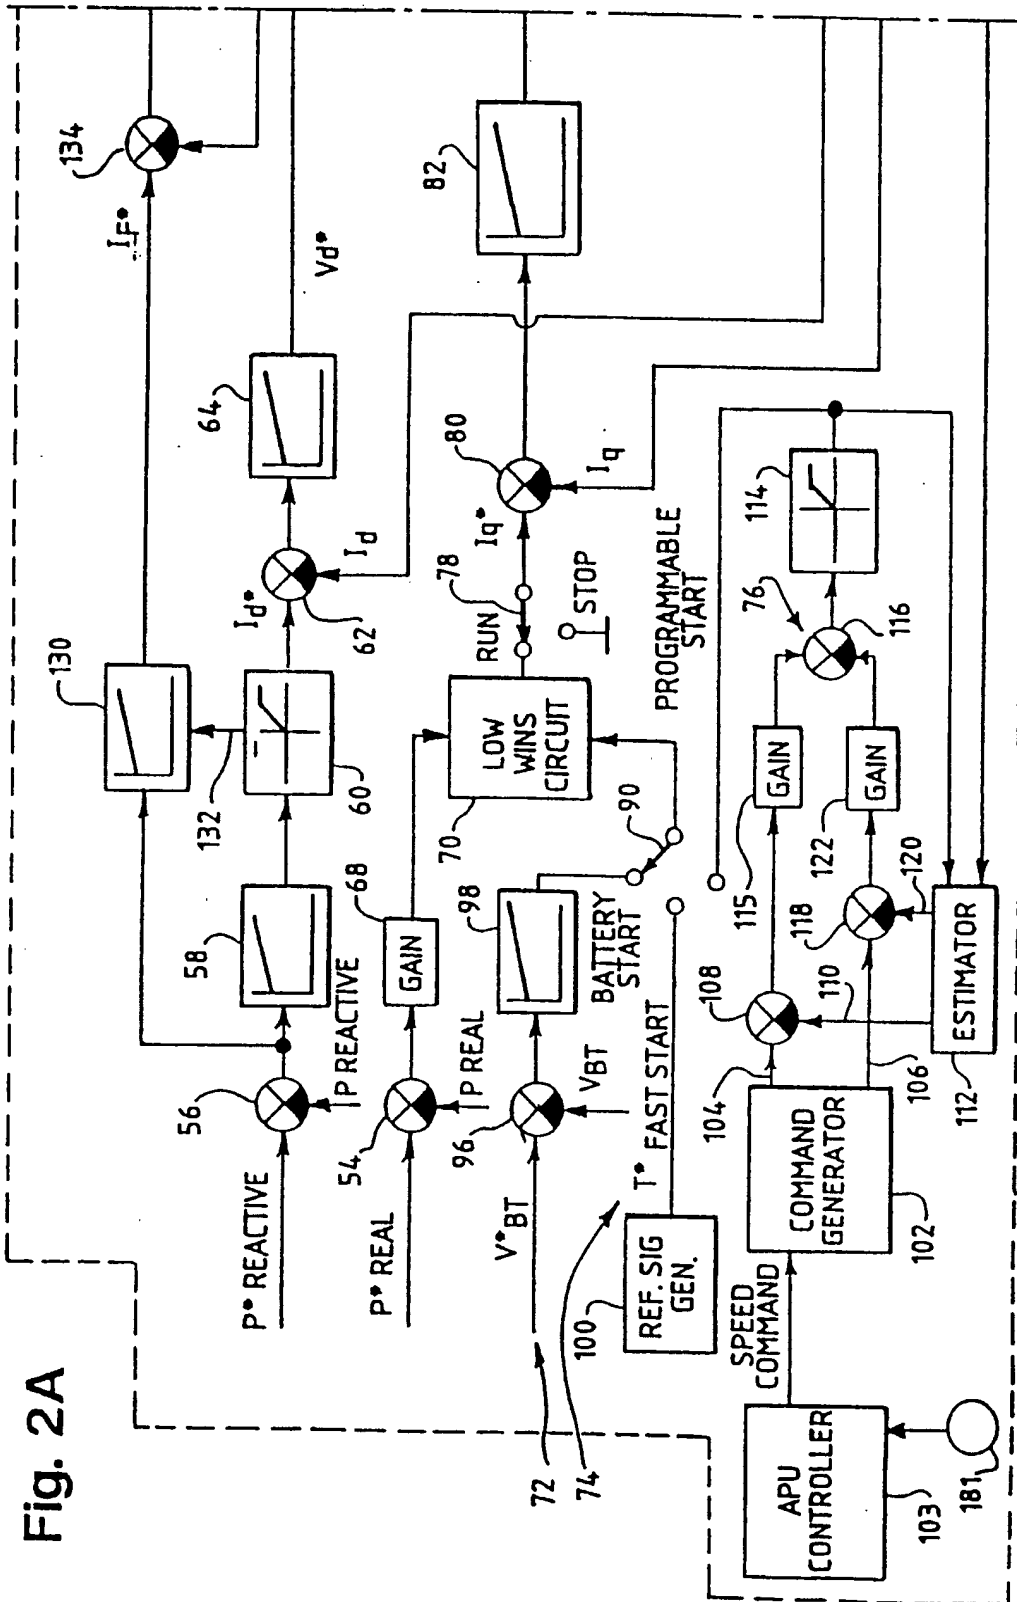 Fig. 2A
P* REACTIVE
56
P REACTIVE
58
132
60
130
Id*
62
Id
64
Vd*
IF*
134
P* REAL
54
P REAL
GAIN
68
LOW
WINS
CIRCUIT
70
RUN
78
STOP
Iq*
80
Iq
82
72
V*BT
96
VBT
98
BATTERY
START
90
74
100
REF. SIG
GEN.
T*
FAST START
PROGRAMMABLE
START
APU
CONTROLLER
103
181
SPEED
COMMAND
COMMAND
GENERATOR
102
104
106
108
110
112
ESTIMATOR
118
120
115
GAIN
122
GAIN
76
116
114